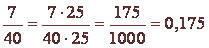 7/40 = 7 · 25/40 · 25 = 175/1000 = 0,175